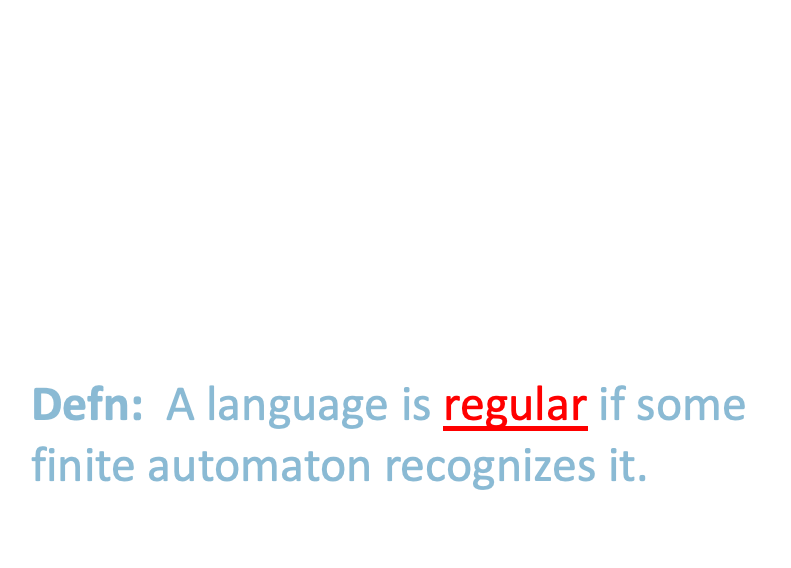 Defn: A language is regular if some
finite automaton recognizes it.